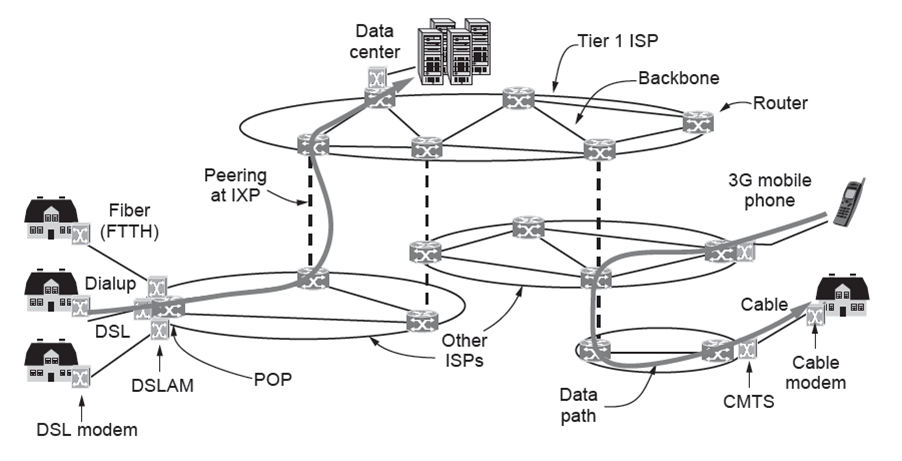 Data
center
Tier 1 ISP
Backbone
Router
Peering
at IXP
3G mobile
phone
Fiber
(FTTH)
Dialup
DSL
Cable
Other
ISPs
POP
DSLAM
DSL modem
Data
path
CMTS
Cable
modem